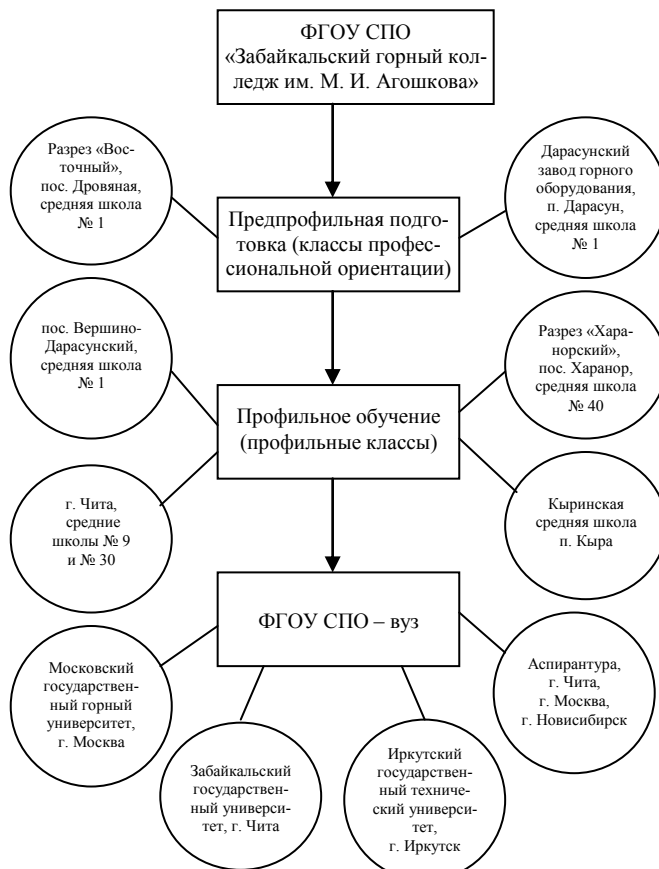 ФГОУ СПО
«Забайкальский горный кол-
ледж им. М. И. Агошкова»
Разрез «Вос-
точный»,
пос. Дровяная,
средняя школа
№ 1
Дарасунский
завод горного
оборудования,
п. Дарасун,
средняя школа
№ 1
Предпрофильная подго-
товка (классы профес-
сиональной ориентации)
пос. Вершино-
Дарасунский,
средняя школа
№ 1
Разрез «Хара-
норский»,
пос. Харанор,
средняя школа
№ 40
Профильное обучение
(профильные классы)
г. Чита,
средние
школы № 9
и № 30
Кыринская
средняя школа
п. Кыра
ФГОУ СПО – вуз
Московский
государствен-
ный горный
университет,
г. Москва
Аспирантура,
г. Чита,
г. Москва,
г. Новисибирск
Забайкальский
государствен-
ный универси-
тет, г. Чита
Иркутский
государствен-
ный техниче-
ский универси-
тет,
г. Иркутск